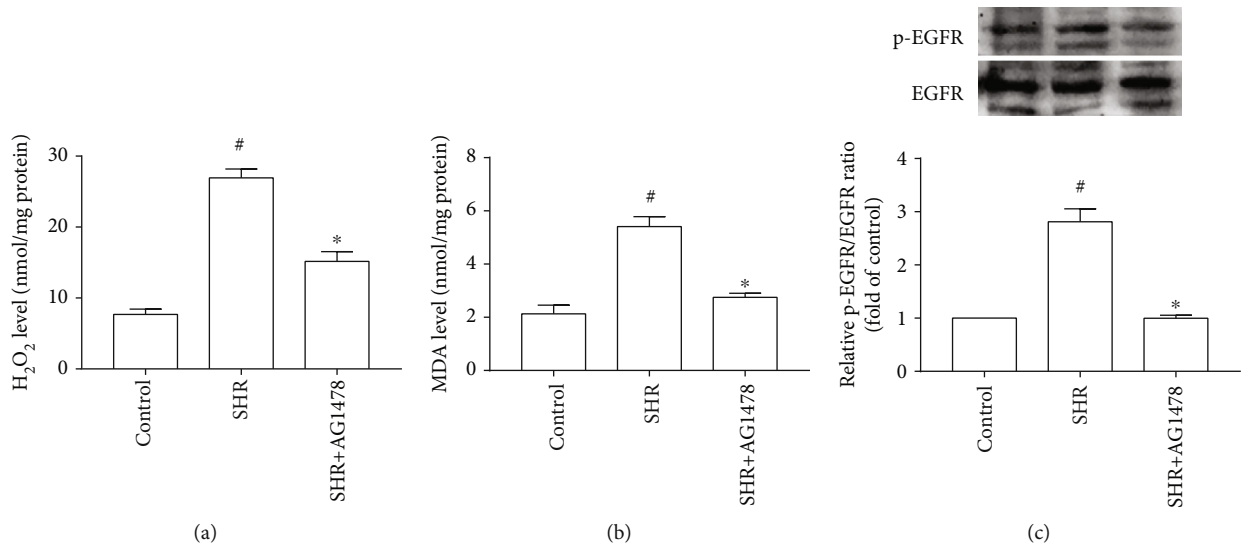 p-EGFR
EGFR
H₂O₂ level (nmol/mg protein)
30
20
10
0
#
*
Control
SHR
SHR+AG1478
(a)
MDA level (nmol/mg protein)
8
6
4
2
0
#
*
Control
SHR
SHR+AG1478
(b)
Relative p-EGFR/EGFR ratio
(fold of control)
4
3
2
1
0
#
*
Control
SHR
SHR+AG1478
(c)